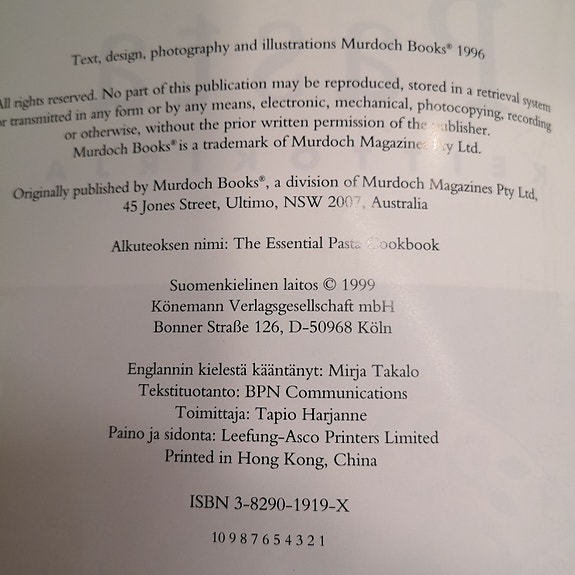 Text, design, photography and illustrations Murdoch Books® 1996
All rights reserved. No part of this publication may be reproduced, stored in a retrieval system
or transmitted in any form or by any means, electronic, mechanical, photocopying, recording
or otherwise, without the prior written permission of the publisher.
Murdoch Books® is a trademark of Murdoch Magazines Pty Ltd.
Originally published by Murdoch Books®, a division of Murdoch Magazines Pty Ltd,
45 Jones Street, Ultimo, NSW 2007, Australia
Alkuteoksen nimi: The Essential Pasta Cookbook
Suomenkielinen laitos © 1999
Könemann Verlagsgesellschaft mbH
Bonner Straße 126, D-50968 Köln
Englannin kielestä kääntänyt: Mirja Takalo
Tekstituotanto: BPN Communications
Toimittaja: Tapio Harjanne
Paino ja sidonta: Leefung-Asco Printers Limited
Printed in Hong Kong, China
ISBN 3-8290-1919-X
10 9 8 7 6 5 4 3 2 1